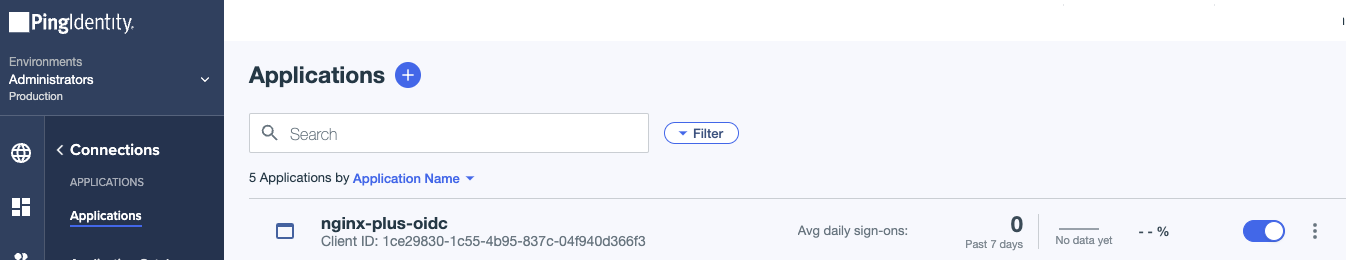 PingIdentity.
Environments
Administrators
Production
Connections
APPLICATIONS
Applications
Applications
Search
Filter
5 Applications by Application Name
nginx-plus-oidc
Client ID: 1ce29830-1c55-4b95-837c-04f940d366f3
Avg daily sign-ons:
0
Past 7 days
No data yet
- - %